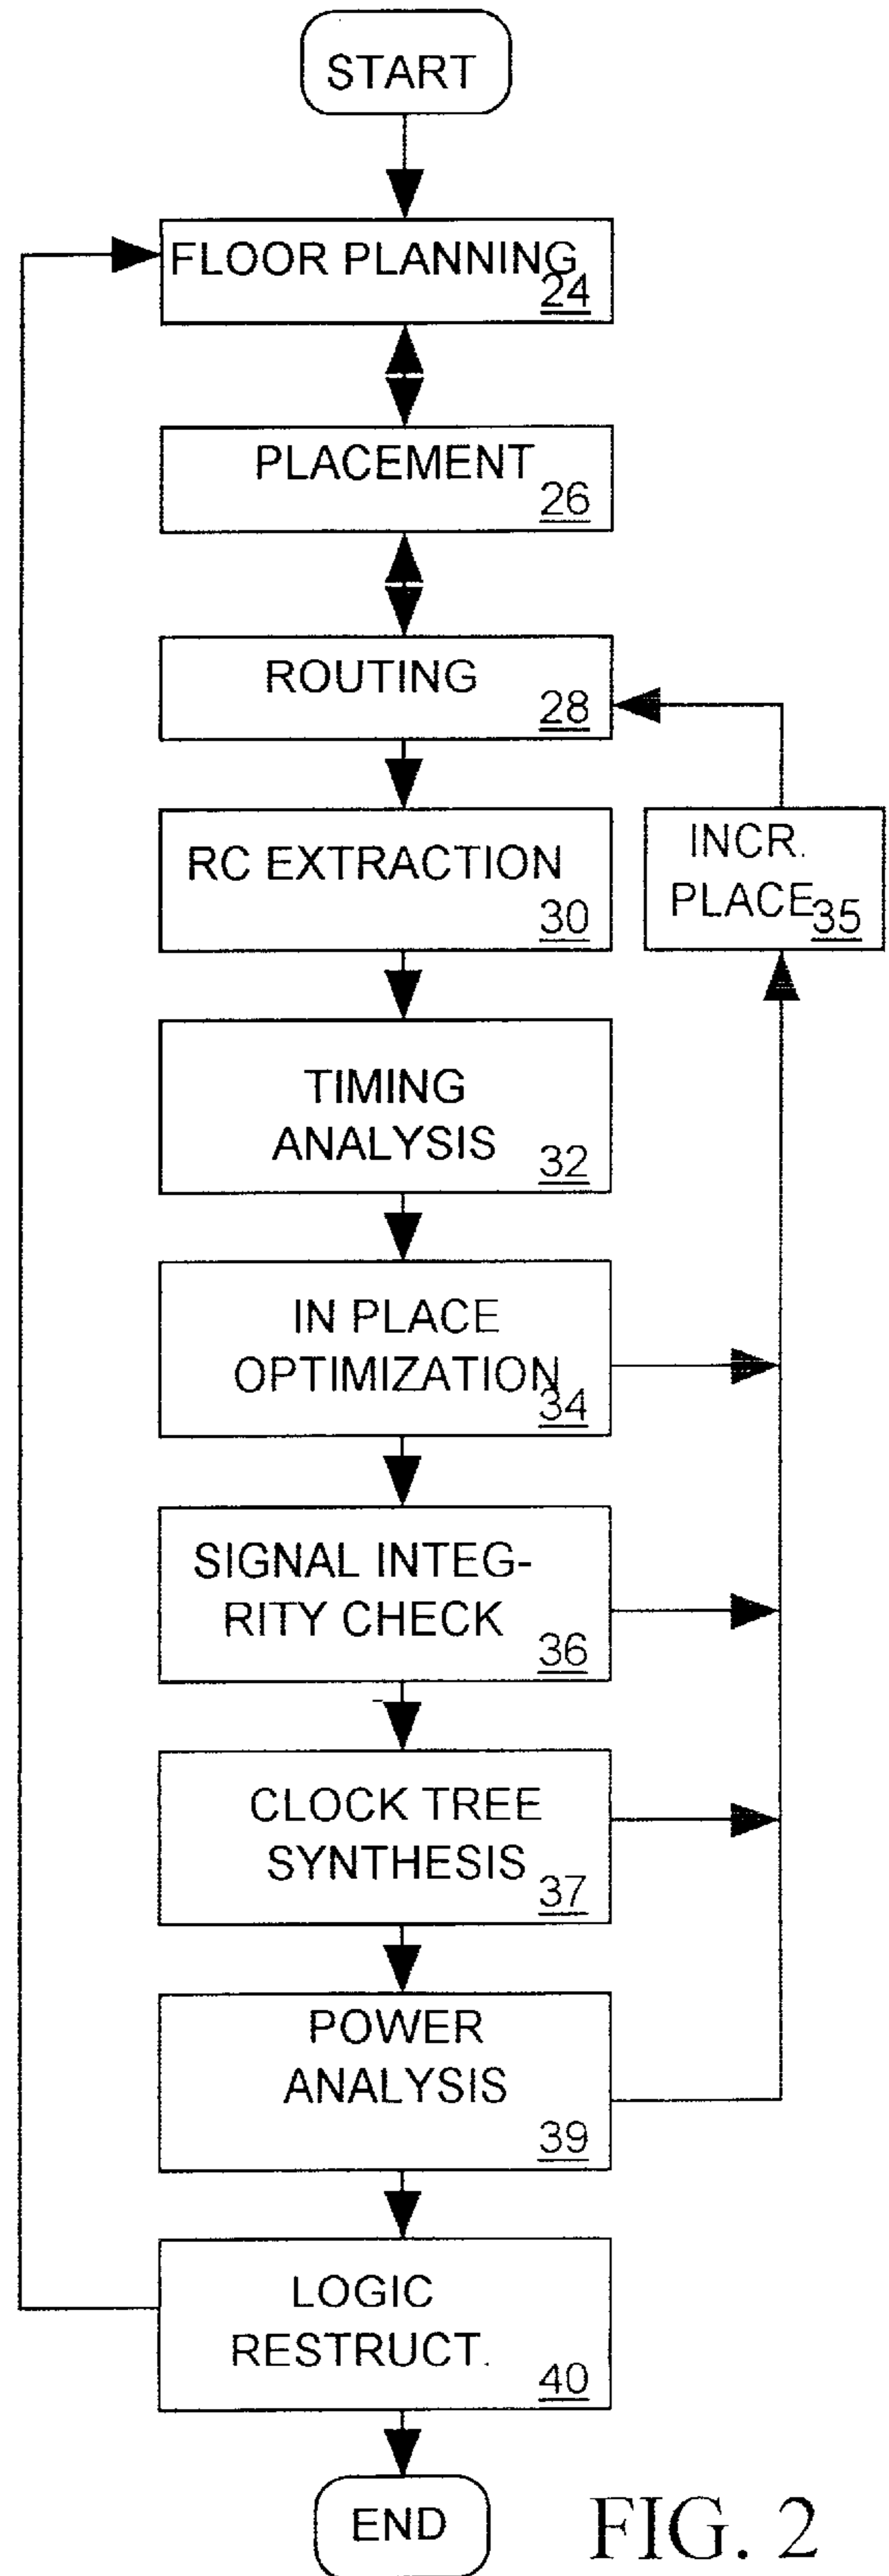 START
FLOOR PLANNING
24
PLACEMENT
26
ROUTING
28
RC EXTRACTION
30
INCR.
PLACE
35
TIMING
ANALYSIS
32
IN PLACE
OPTIMIZATION
34
SIGNAL INTEG-
RITY CHECK
36
CLOCK TREE
SYNTHESIS
37
POWER
ANALYSIS
39
LOGIC
RESTRUCT.
40
END
FIG. 2